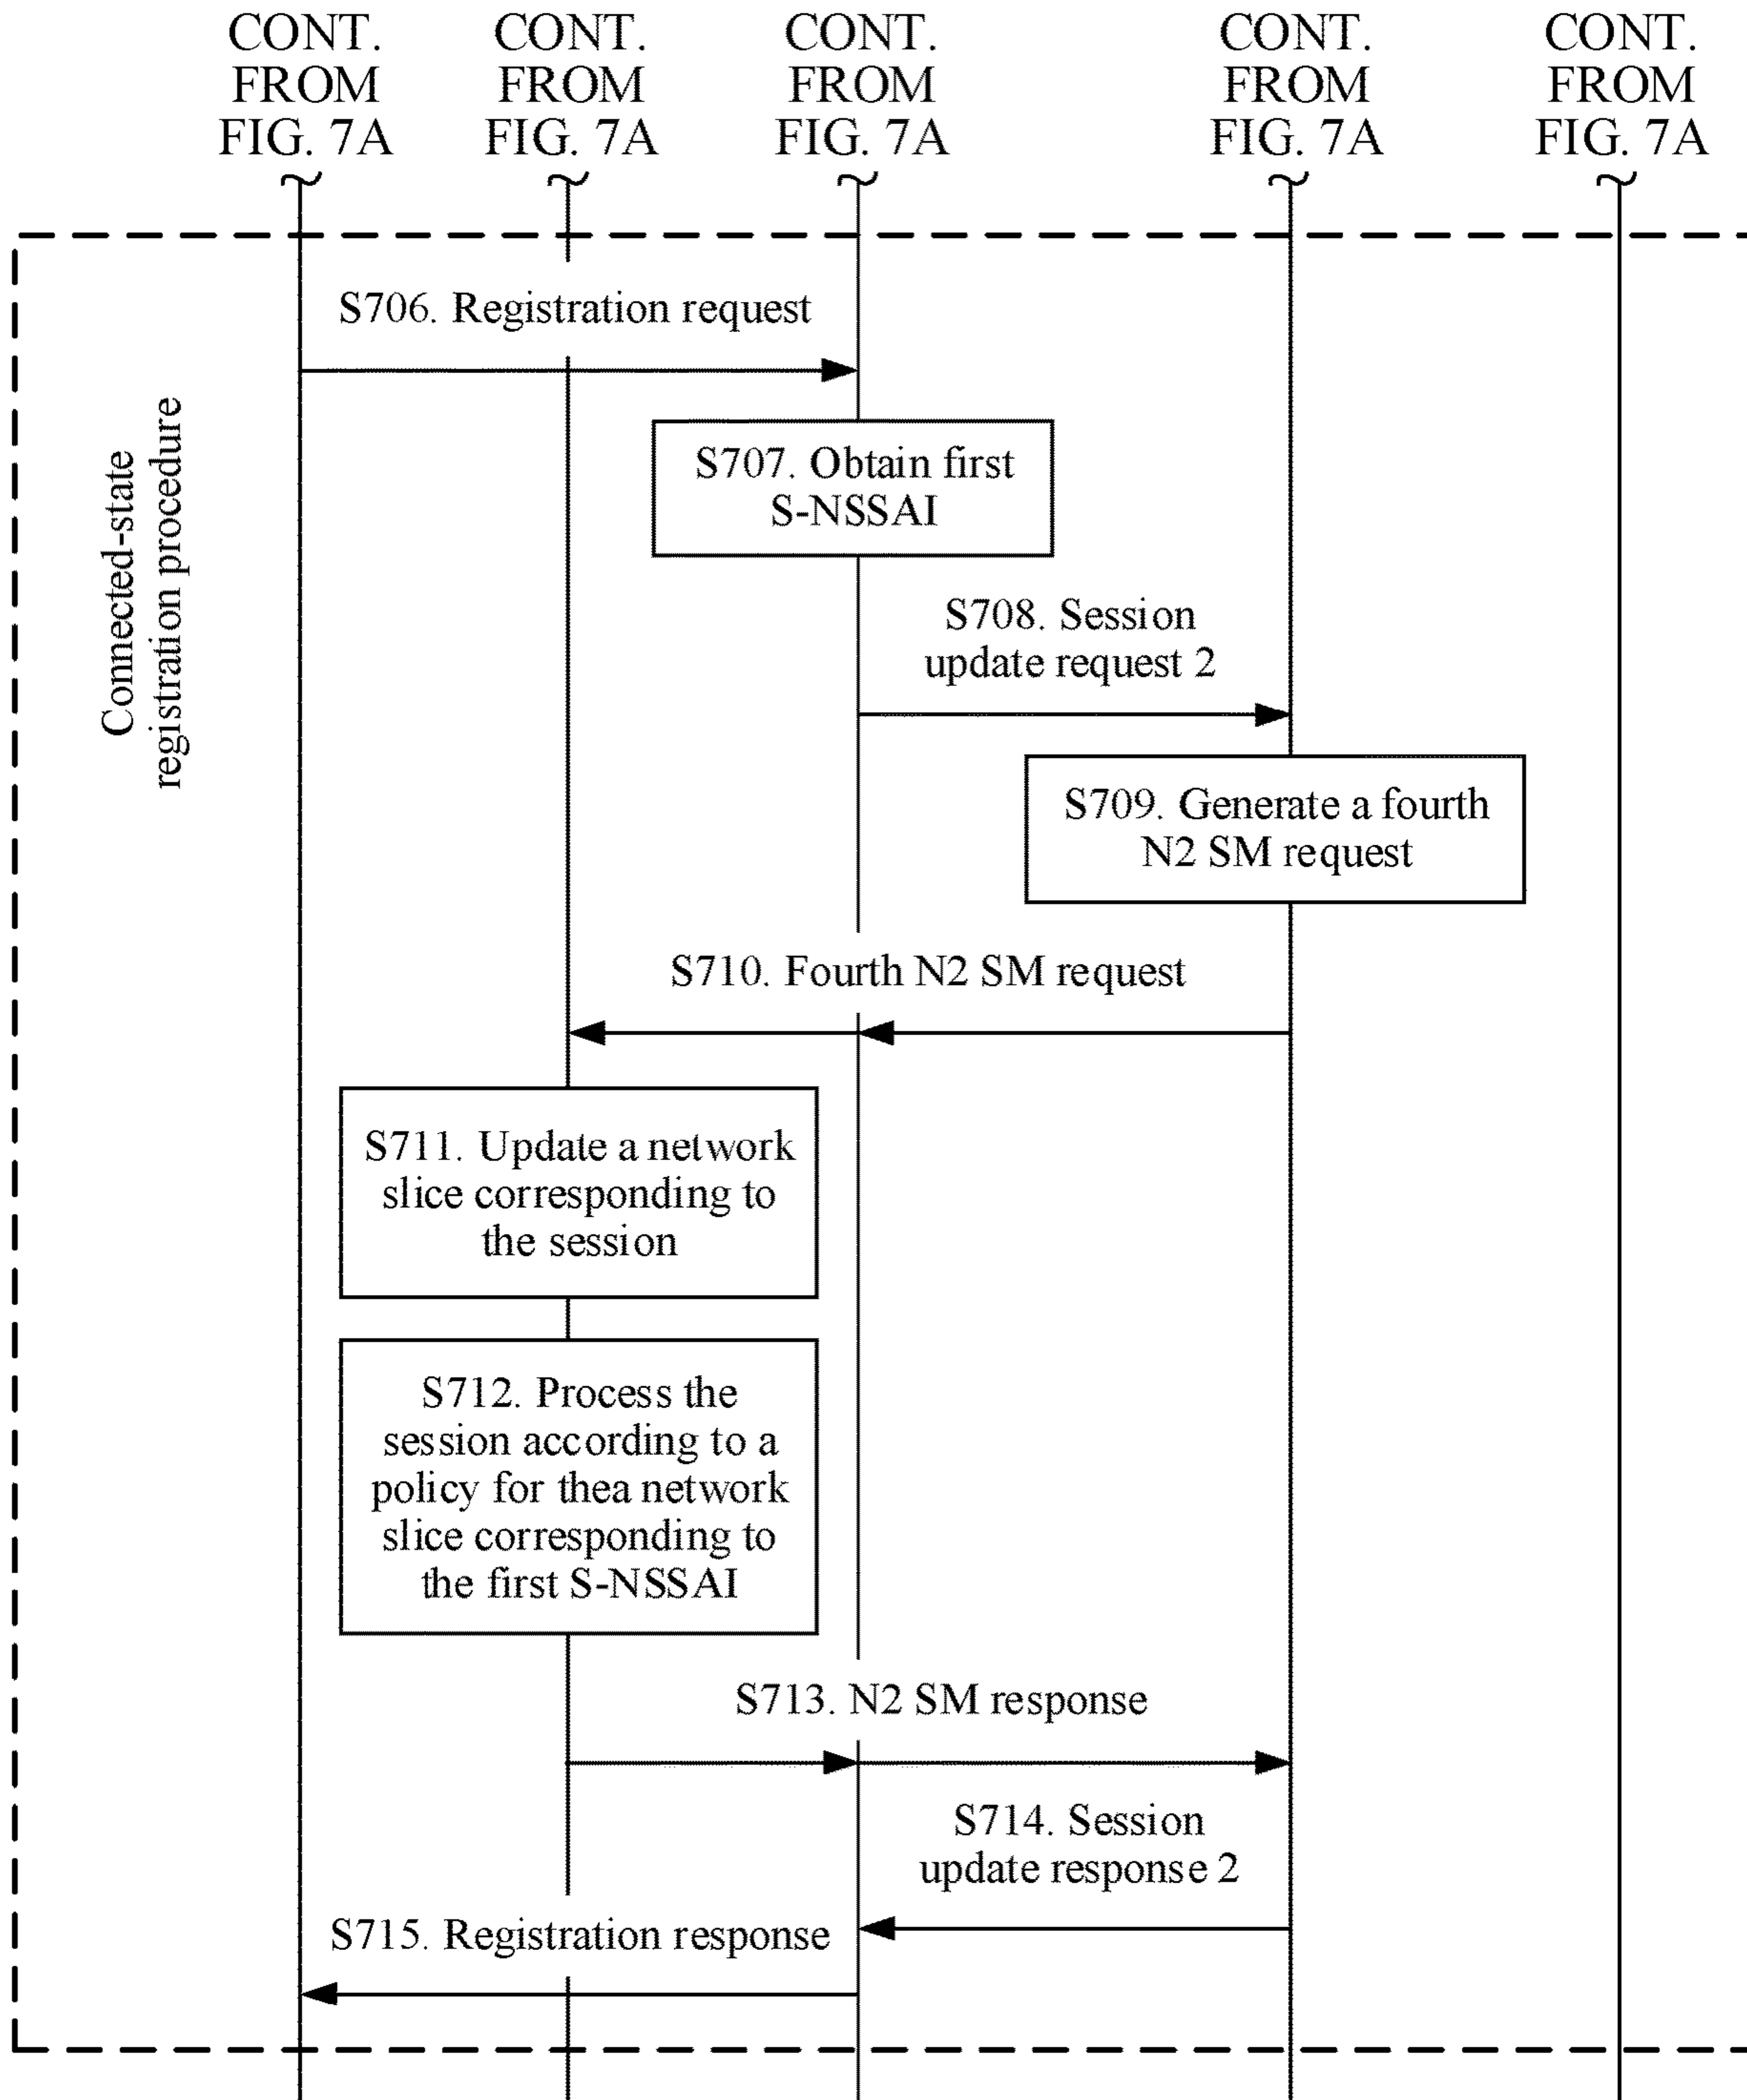 CONT.
FROM
FIG. 7A
CONT.
FROM
FIG. 7A
CONT.
FROM
FIG. 7A
CONT.
FROM
FIG. 7A
CONT.
FROM
FIG. 7A
Connected-state
registration procedure
S706. Registration request
S707. Obtain first
S-NSSAI
S708. Session
update request 2
S709. Generate a fourth
N2 SM request
S710. Fourth N2 SM request
S711. Update a network
slice corresponding to
the session
S712. Process the
session according to a
policy for thea network
slice corresponding to
the first S-NSSAI
S713. N2 SM response
S714. Session
update response 2
S715. Registration response